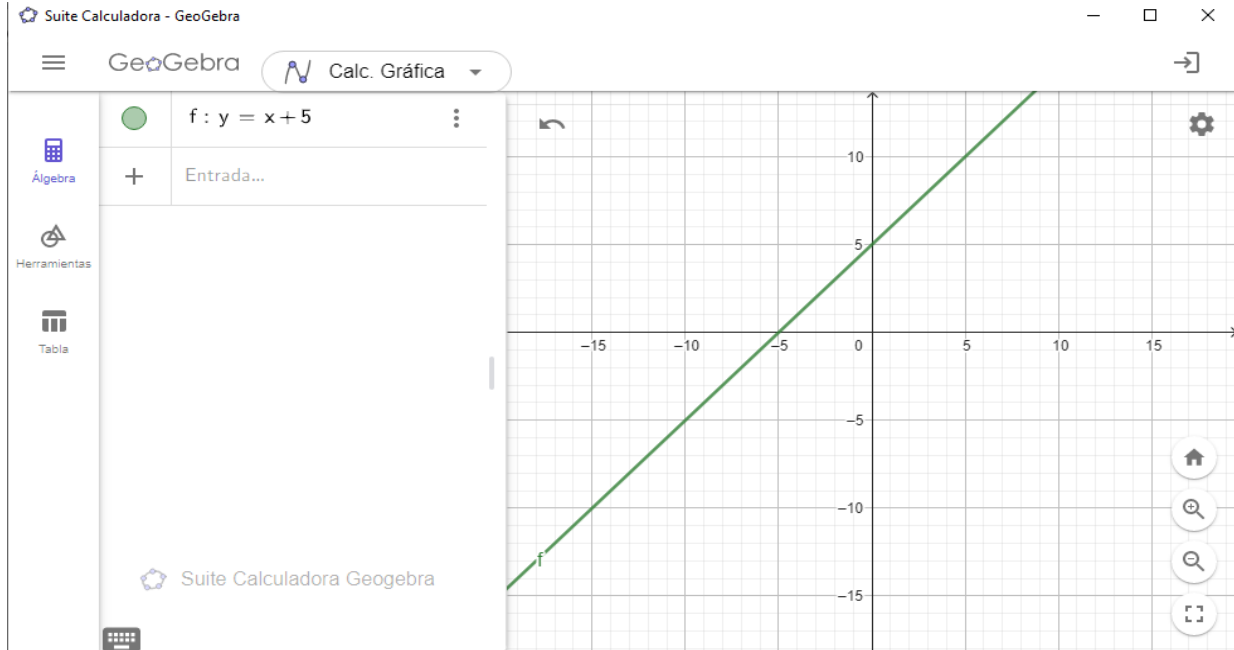 Suite Calculadora - GeoGebra
GeoGebra
Calc. Gráfica
f : y = x + 5
Entrada...
Álgebra
Herramientas
Tabla
Suite Calculadora Geogebra
10
5
−15 −10 −5 0 5 10 15
−5
−10
f
−15